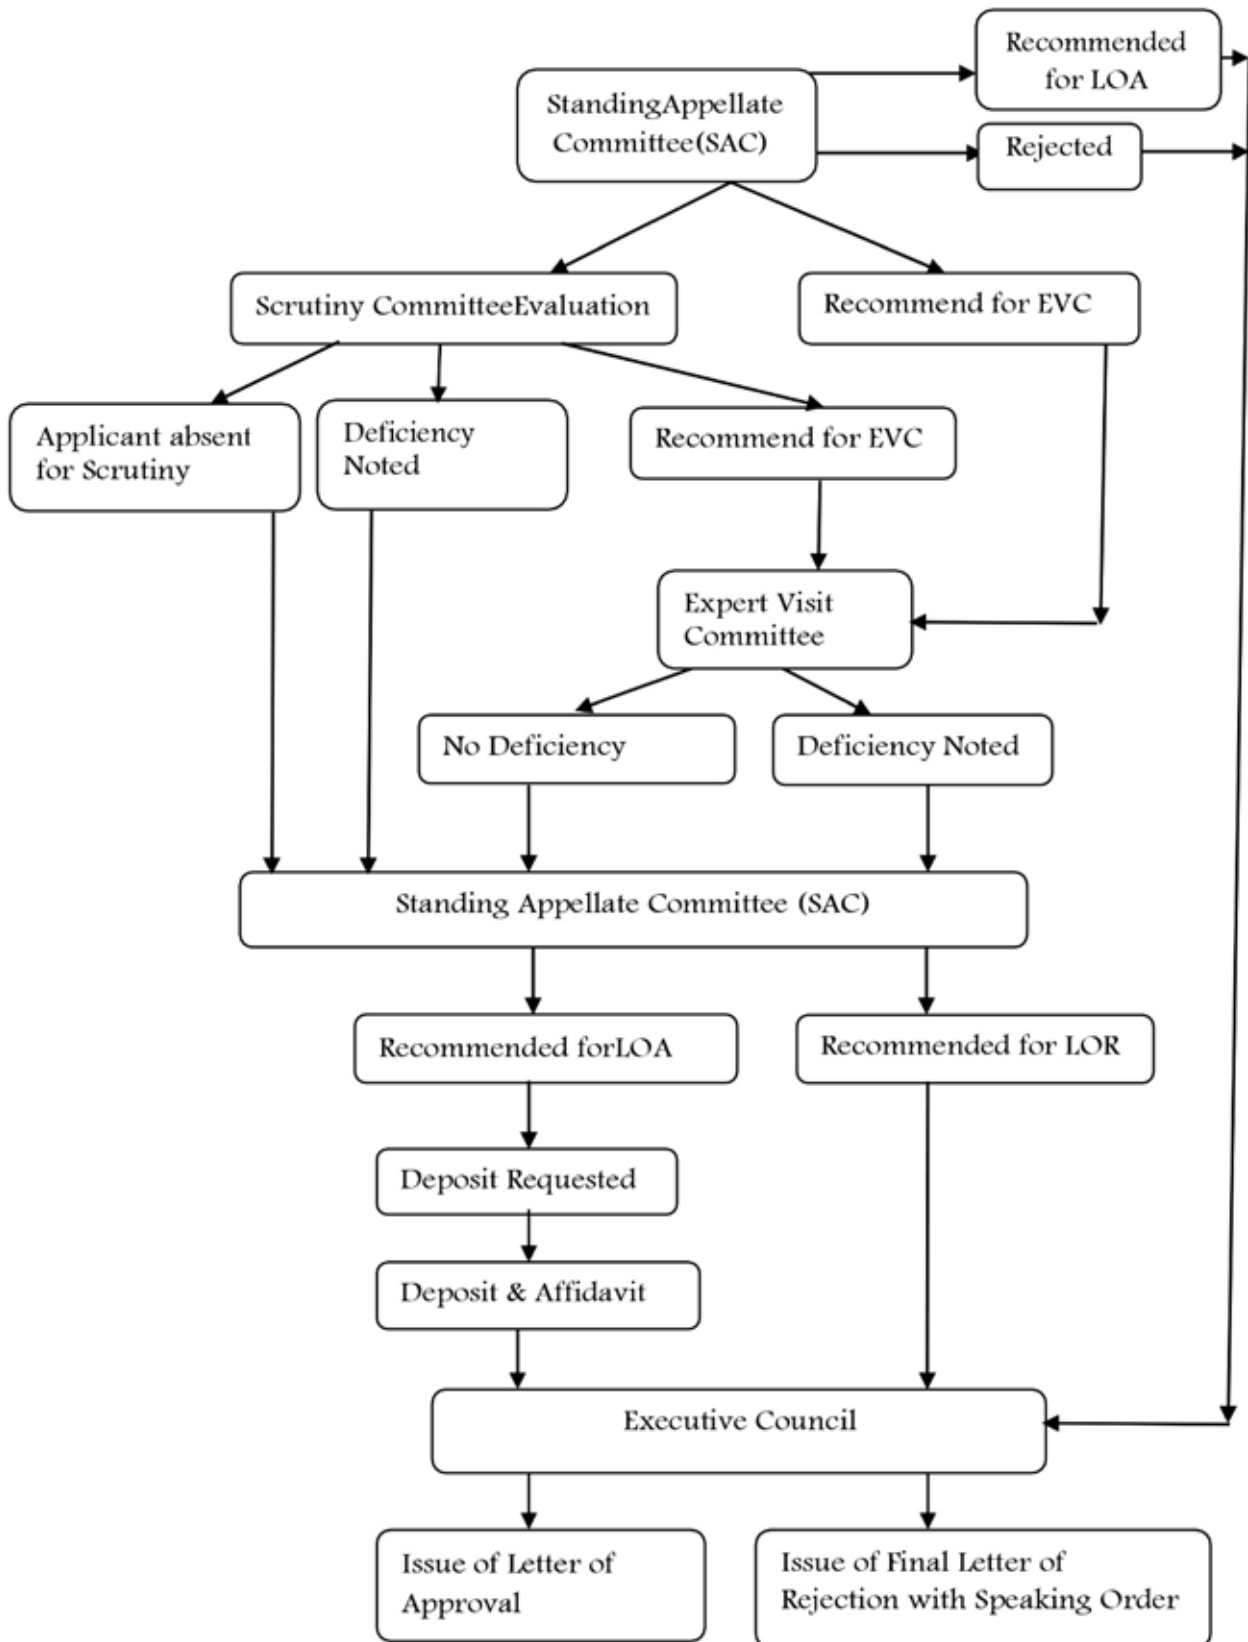 Recommended
for LOA
StandingAppellate
Committee(SAC)
Rejected
Scrutiny CommitteeEvaluation
Recommend for EVC
Applicant absent
for Scrutiny
Deficiency
Noted
Recommend for EVC
Expert Visit
Committee
No Deficiency
Deficiency Noted
Standing Appellate Committee (SAC)
Recommended forLOA
Recommended for LOR
Deposit Requested
Deposit & Affidavit
Executive Council
Issue of Letter of
Approval
Issue of Final Letter of
Rejection with Speaking Order